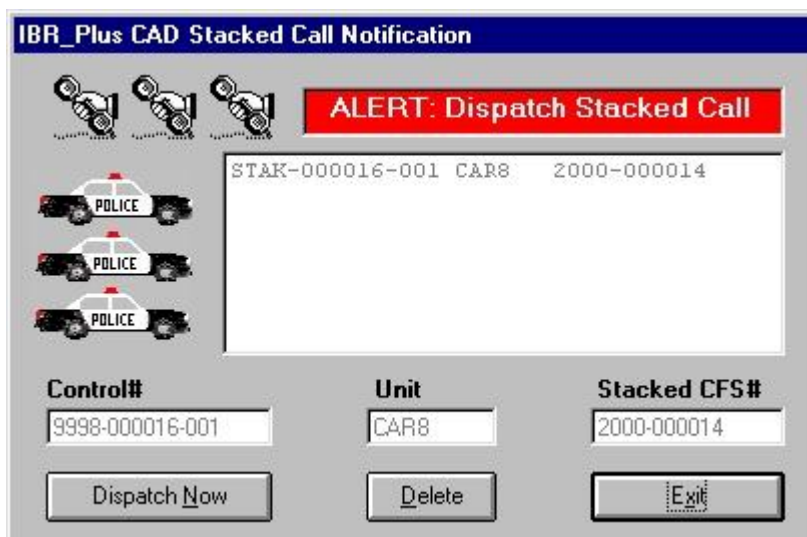 IBR_Plus CAD Stacked Call Notification
ALERT: Dispatch Stacked Call
STAK-000016-001 CAR8 2000-000014
POLICE
POLICE
POLICE
Control# Unit Stacked CFS#
9998-000016-001 CAR8 2000-000014
Dispatch Now Delete Exit